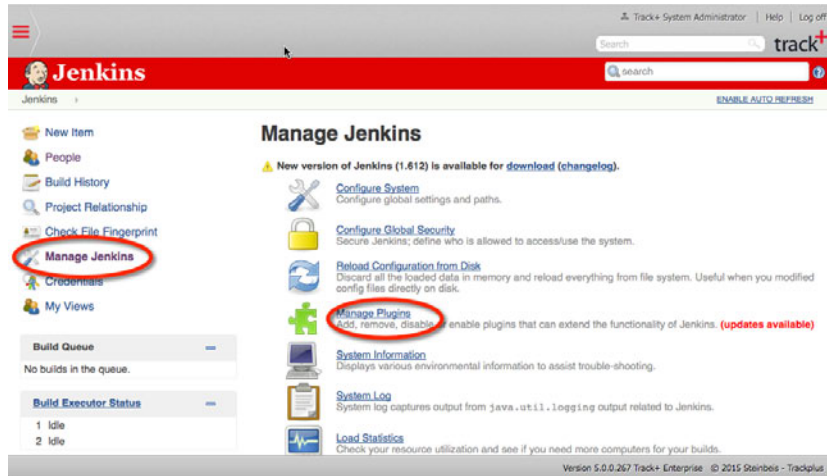 Track+ System Administrator | Help | Log off
Search
track+
Jenkins
search
Jenkins
ENABLE AUTO REFRESH
New Item
People
Build History
Project Relationship
Check File Fingerprint
Manage Jenkins
Credentials
My Views
Build Queue
No builds in the queue.
Build Executor Status
1 Idle
2 Idle
Manage Jenkins
New version of Jenkins (1.612) is available for download (changelog).
Configure System
Configure global settings and paths.
Configure Global Security
Secure Jenkins; define who is allowed to access/use the system.
Reload Configuration from Disk
Discard all the loaded data in memory and reload everything from file system. Useful when you modified
config files directly on disk.
Manage Plugins
Add, remove, disable or enable plugins that can extend the functionality of Jenkins. (updates available)
System Information
Displays various environmental information to assist trouble-shooting.
System Log
System log captures output from java.util.logging output related to Jenkins.
Load Statistics
Check your resource utilization and see if you need more computers for your builds.
Version 5.0.0.267 Track+ Enterprise © 2015 Steinbeis - Trackplus